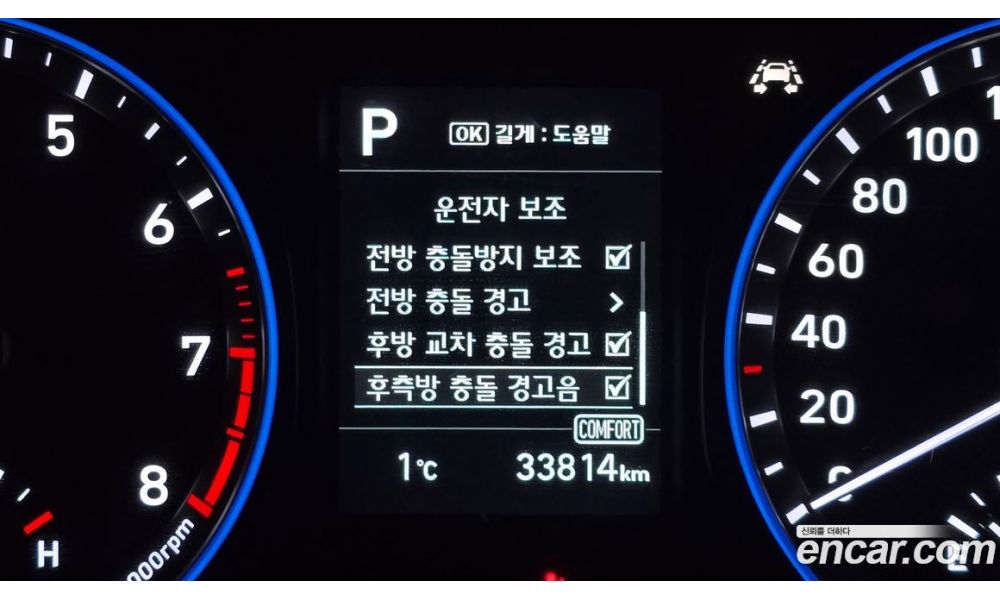 5
6
7
8
000rpm
H
P
OK 길게 : 도움말
운전자 보조
전방 충돌방지 보조
전방 충돌 경고 >
후방 교차 충돌 경고
후측방 충돌 경고음
COMFORT
1℃ 33814km
100
80
60
40
20
0
신뢰를 더하다
encar.com